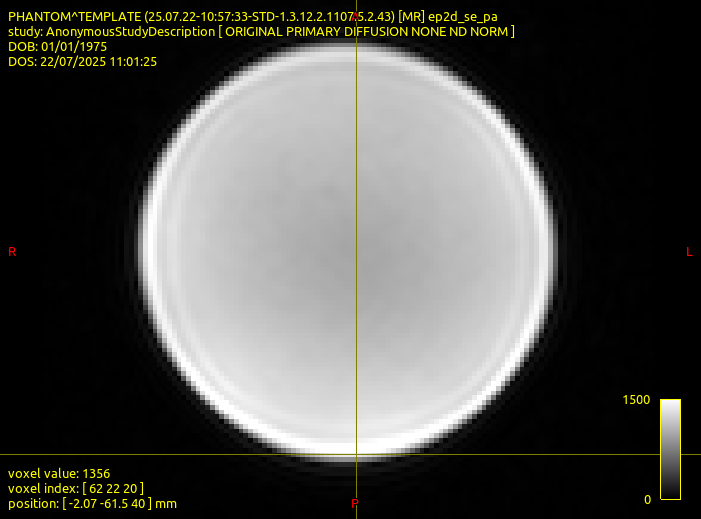 PHANTOM^TEMPLATE (25.07.22-10:57:33-STD-1.3.12.2.1107.5.2.43) [MR] ep2d_se_pa
study: AnonymousStudyDescription [ ORIGINAL PRIMARY DIFFUSION NONE ND NORM ]
DOB: 01/01/1975
DOS: 22/07/2025 11:01:25
R
L
1500
0
voxel value: 1356
voxel index: [ 62 22 20 ]
position: [ -2.07 -61.5 40 ] mm
P